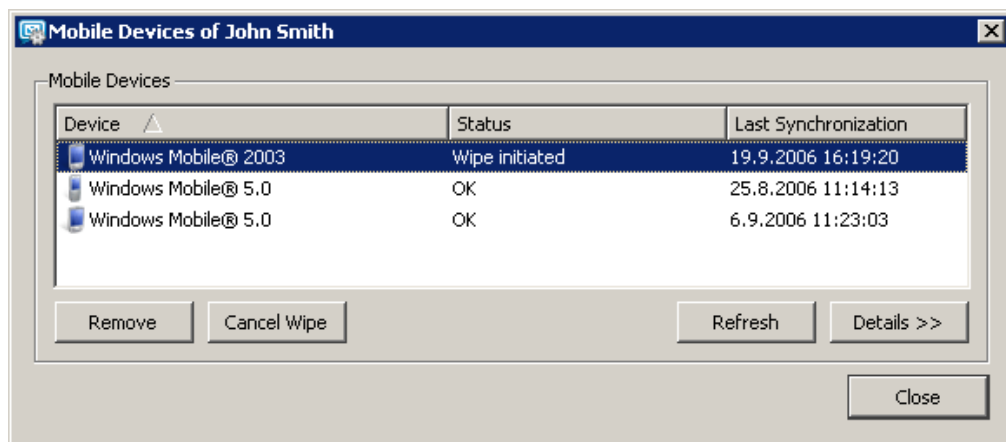 Mobile Devices of John Smith
Mobile Devices
Device Status Last Synchronization
Windows Mobile® 2003 Wipe initiated 19.9.2006 16:19:20
Windows Mobile® 5.0 OK 25.8.2006 11:14:13
Windows Mobile® 5.0 OK 6.9.2006 11:23:03
Remove Cancel Wipe Refresh Details >>
Close